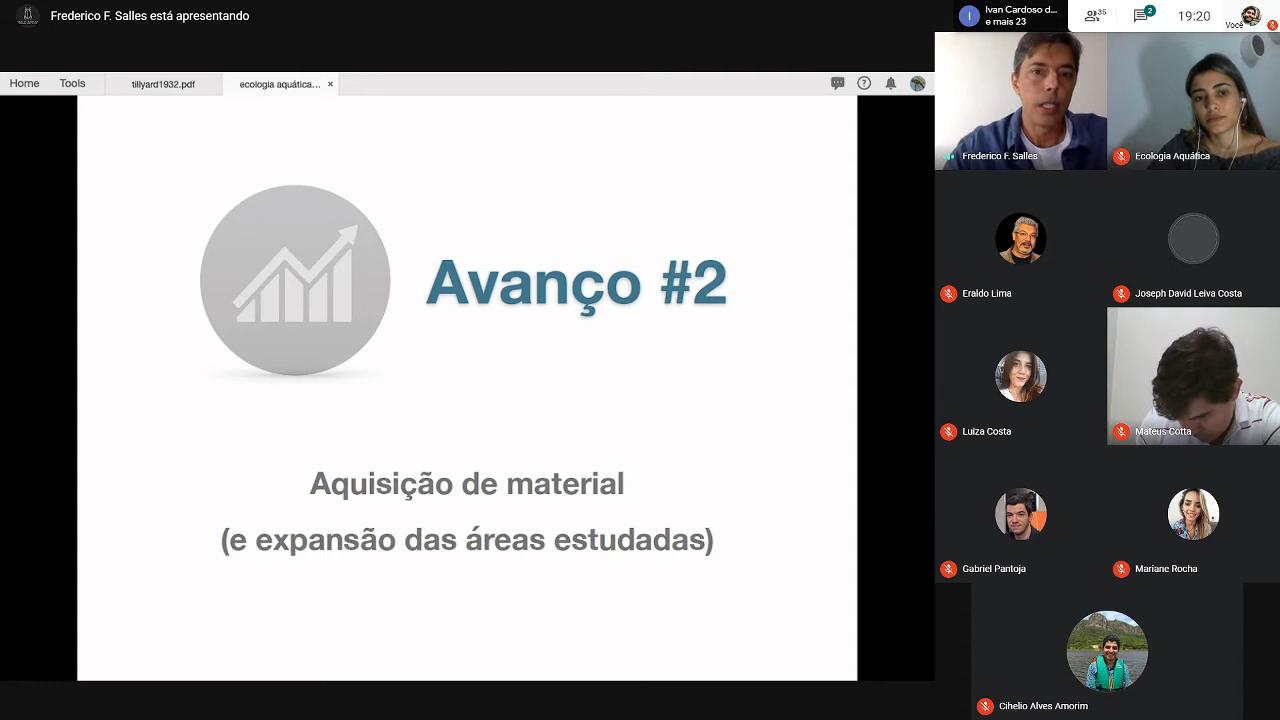 Frederico F. Salles está apresentando
Ivan Cardoso d...
e mais 23
35
2
19:20
Você
Home
Tools
tillyard1932.pdf
ecologia aquática...
×
Avanço #2
Aquisição de material
(e expansão das áreas estudadas)
Frederico F. Salles
Ecologia Aquática
Eraldo Lima
Joseph David Leiva Costa
Luiza Costa
Mateus Cotta
Gabriel Pantoja
Mariane Rocha
Cihelio Alves Amorim